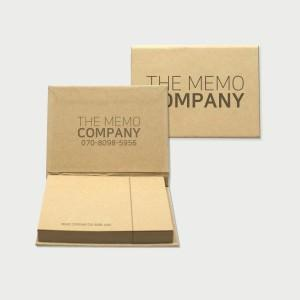 THE MEMO
COMPANY
THE MEMO
COMPANY
070-8098-5956